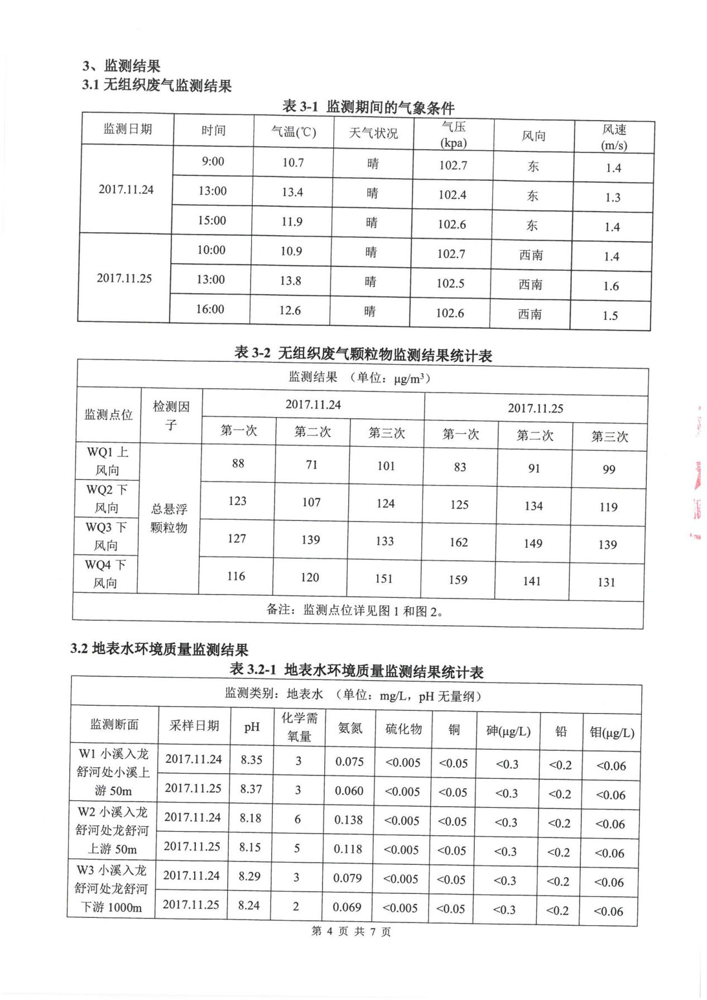 3、监测结果
3.1 无组织废气监测结果
表 3-1 监测期间的气象条件
监测日期 时间 气温(℃) 天气状况 气压(kpa) 风向 风速(m/s)
2017.11.24 9:00 10.7 晴 102.7 东 1.4
13:00 13.4 晴 102.4 东 1.3
15:00 11.9 晴 102.6 东 1.4
2017.11.25 10:00 10.9 晴 102.7 西南 1.4
13:00 13.8 晴 102.5 西南 1.6
16:00 12.6 晴 102.6 西南 1.5
表 3-2 无组织废气颗粒物监测结果统计表
监测结果 （单位：μg/m³）
监测点位 检测因子 2017.11.24 2017.11.25
第一次 第二次 第三次 第一次 第二次 第三次
WQ1 上风向 总悬浮颗粒物 88 71 101 83 91 99
WQ2 下风向 123 107 124 125 134 119
WQ3 下风向 127 139 133 162 149 139
WQ4 下风向 116 120 151 159 141 131
备注：监测点位详见图 1 和图 2。
3.2 地表水环境质量监测结果
表 3.2-1 地表水环境质量监测结果统计表
监测类别：地表水 （单位：mg/L，pH 无量纲）
监测断面 采样日期 pH 化学需氧量 氨氮 硫化物 铜 砷(μg/L) 铅 钼(μg/L)
W1 小溪入龙舒河处小溪上游 50m 2017.11.24 8.35 3 0.075 <0.005 <0.05 <0.3 <0.2 <0.06
2017.11.25 8.37 3 0.060 <0.005 <0.05 <0.3 <0.2 <0.06
W2 小溪入龙舒河处龙舒河上游 50m 2017.11.24 8.18 6 0.138 <0.005 <0.05 <0.3 <0.2 <0.06
2017.11.25 8.15 5 0.118 <0.005 <0.05 <0.3 <0.2 <0.06
W3 小溪入龙舒河处龙舒河下游 1000m 2017.11.24 8.29 3 0.079 <0.005 <0.05 <0.3 <0.2 <0.06
2017.11.25 8.24 2 0.069 <0.005 <0.05 <0.3 <0.2 <0.06
第 4 页 共 7 页